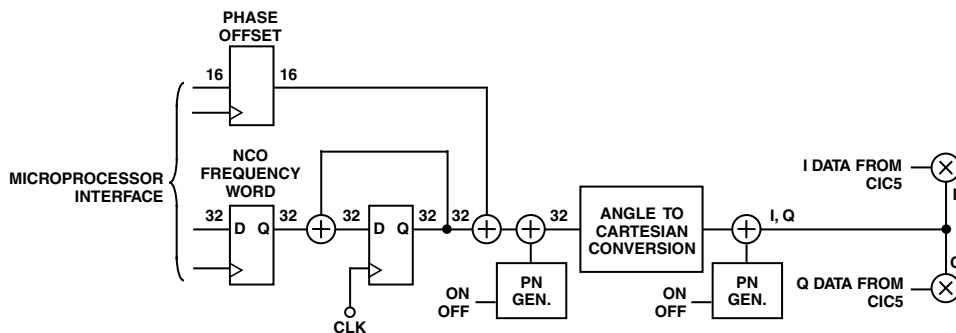 PHASE
OFFSET
16
16
NCO
FREQUENCY
WORD
MICROPROCESSOR
INTERFACE
32
D
Q
32
32
D
Q
32
32
CLK
32
PN
GEN.
ON
OFF
ANGLE TO
CARTESIAN
CONVERSION
I, Q
PN
GEN.
ON
OFF
I DATA FROM
CIC5
Q DATA FROM
CIC5